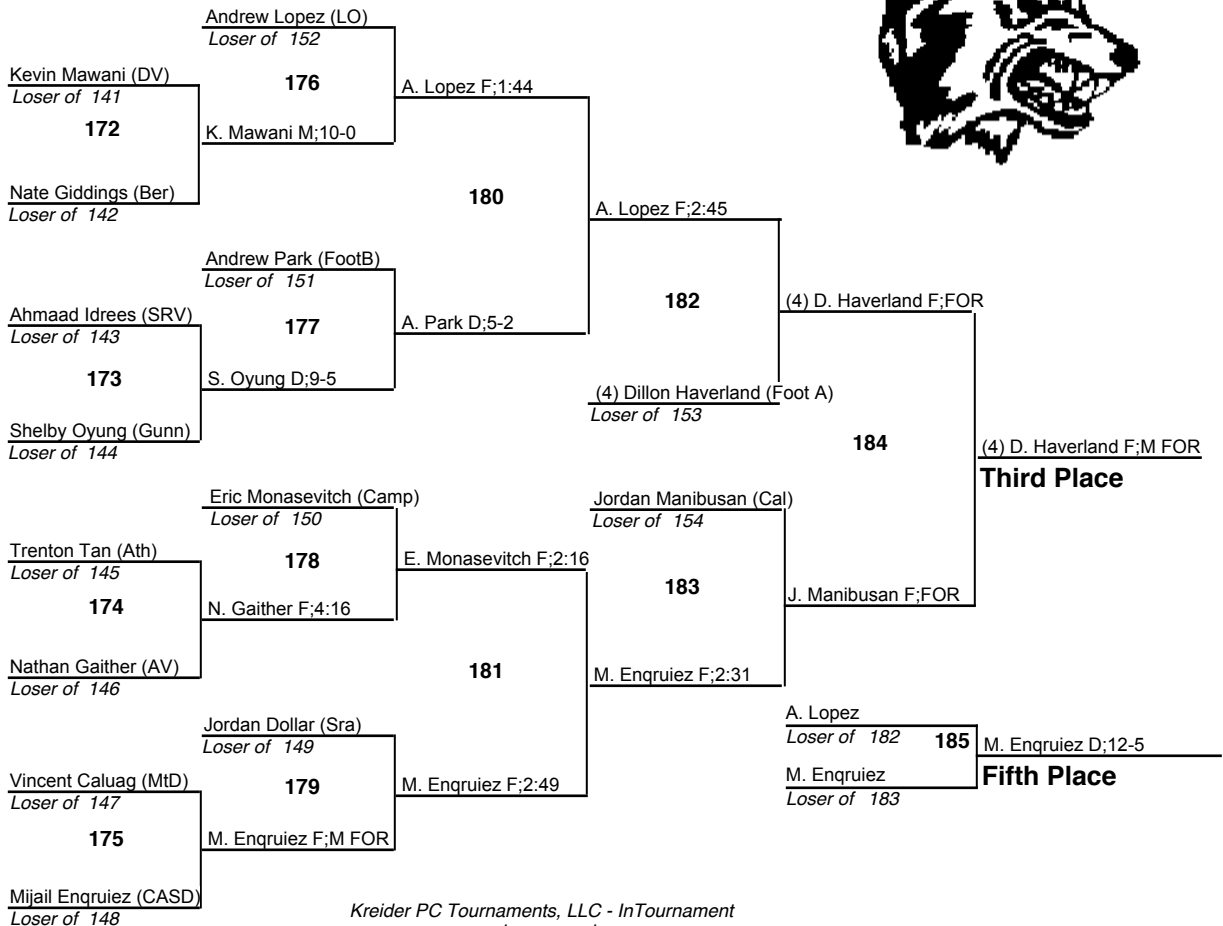 Andrew Lopez (LO)
Loser of 152
Kevin Mawani (DV)
Loser of 141
176
A. Lopez F;1:44
172
K. Mawani M;10-0
Nate Giddings (Ber)
Loser of 142
180
A. Lopez F;2:45
Andrew Park (FootB)
Loser of 151
Ahmaad Idrees (SRV)
Loser of 143
177
A. Park D;5-2
182
(4) D. Haverland F;FOR
173
S. Oyung D;9-5
(4) Dillon Haverland (Foot A)
Loser of 153
Shelby Oyung (Gunn)
Loser of 144
184
(4) D. Haverland F;M FOR
Third Place
Eric Monasevitch (Camp)
Loser of 150
Jordan Manibusan (Cal)
Loser of 154
Trenton Tan (Ath)
Loser of 145
178
E. Monasevitch F;2:16
183
J. Manibusan F;FOR
174
N. Gaither F;4:16
Nathan Gaither (AV)
Loser of 146
181
M. Enqruiez F;2:31
Jordan Dollar (Sra)
Loser of 149
A. Lopez
Loser of 182
185
M. Enqruiez D;12-5
Fifth Place
M. Enqruiez
Loser of 183
Vincent Caluag (MtD)
Loser of 147
179
M. Enqruiez F;2:49
175
M. Enqruiez F;M FOR
Mijail Enqruiez (CASD)
Loser of 148
Kreider PC Tournaments, LLC - InTournament